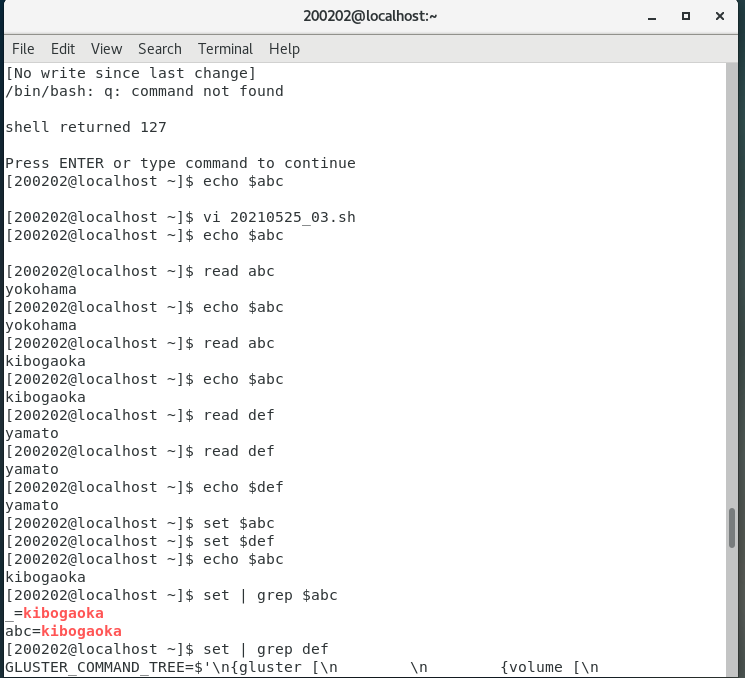 200202@localhost:~
File Edit View Search Terminal Help
[No write since last change]
/bin/bash: q: command not found
shell returned 127
Press ENTER or type command to continue
[200202@localhost ~]$ echo $abc
[200202@localhost ~]$ vi 20210525_03.sh
[200202@localhost ~]$ echo $abc
[200202@localhost ~]$ read abc
yokohama
[200202@localhost ~]$ echo $abc
yokohama
[200202@localhost ~]$ read abc
kibogaoka
[200202@localhost ~]$ echo $abc
kibogaoka
[200202@localhost ~]$ read def
yamato
[200202@localhost ~]$ read def
yamato
[200202@localhost ~]$ echo $def
yamato
[200202@localhost ~]$ set $abc
[200202@localhost ~]$ set $def
[200202@localhost ~]$ echo $abc
kibogaoka
[200202@localhost ~]$ set | grep $abc
_=kibogaoka
abc=kibogaoka
[200202@localhost ~]$ set | grep def
GLUSTER_COMMAND_TREE=$'\n{gluster [\n        \n        {volume [\n